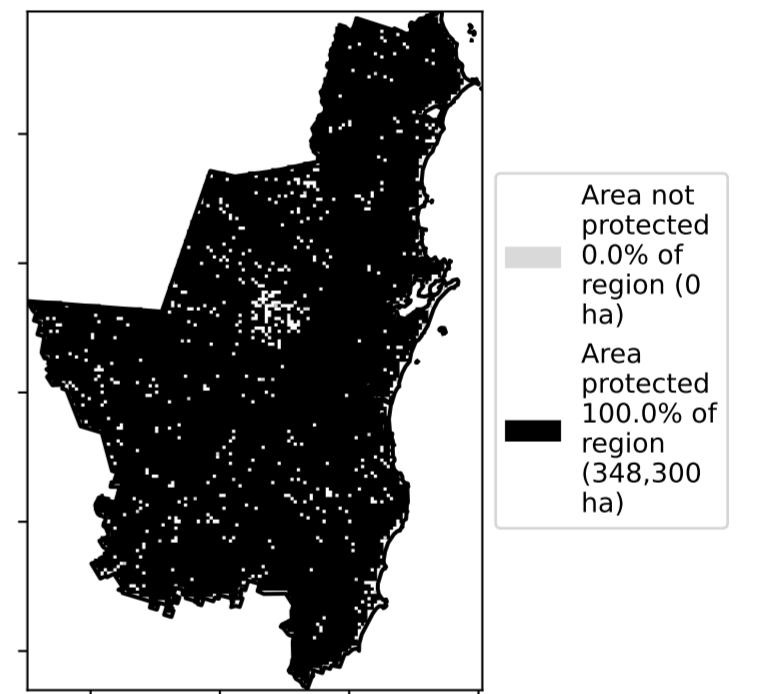 Area not
protected
0.0% of
region (0
ha)
Area
protected
100.0% of
region
(348,300
ha)